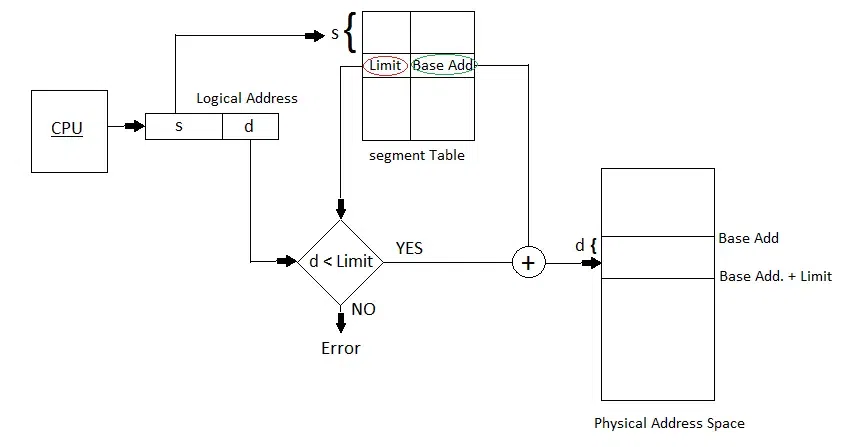 s {
Limit Base Add
Logical Address
CPU
s d
segment Table
d < Limit
YES
+
d {
Base Add
Base Add. + Limit
NO
Error
Physical Address Space